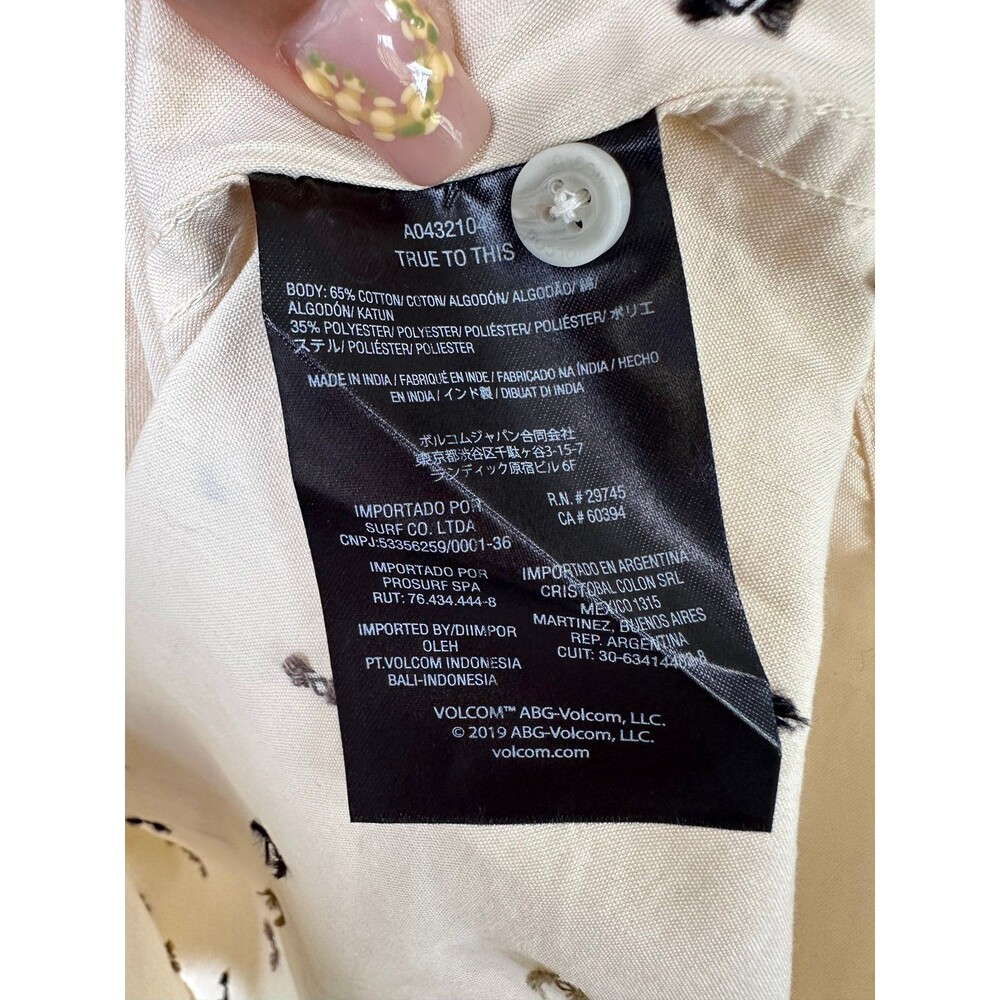 A0432104
TRUE TO THIS
BODY: 65% COTTON/ COTON/ ALGODÓN/ ALGODÃO/ 綿/
ALGODÓN/ KATUN
35% POLYESTER/ POLYESTER/ POLIÉSTER/ POLIÉSTER/ ポリエ
ステル/ POLIÉSTER/ POLIESTER
MADE IN INDIA / FABRIQUÉ EN INDE / FABRICADO NA ÍNDIA / HECHO
EN INDIA / インド製 / DIBUAT DI INDIA
ボルコムジャパン合同会社
東京都渋谷区千駄ヶ谷3-15-7
ランディック原宿ビル 6F
R.N. # 29745
CA # 60394
IMPORTADO POR
SURF CO. LTDA
CNPJ:53356259/0001-36
IMPORTADO POR
PROSURF SPA
RUT: 76.434.444-8
IMPORTED BY/DIIMPOR
OLEH
PT.VOLCOM INDONESIA
BALI-INDONESIA
IMPORTADO EN ARGENTINA
CRISTOBAL COLON SRL
MEXICO 1315
MARTINEZ, BUENOS AIRES
REP. ARGENTINA
CUIT:
VOLCOM™ ABG-Volcom, LLC.
© 2019 ABG-Volcom, LLC.
volcom.com